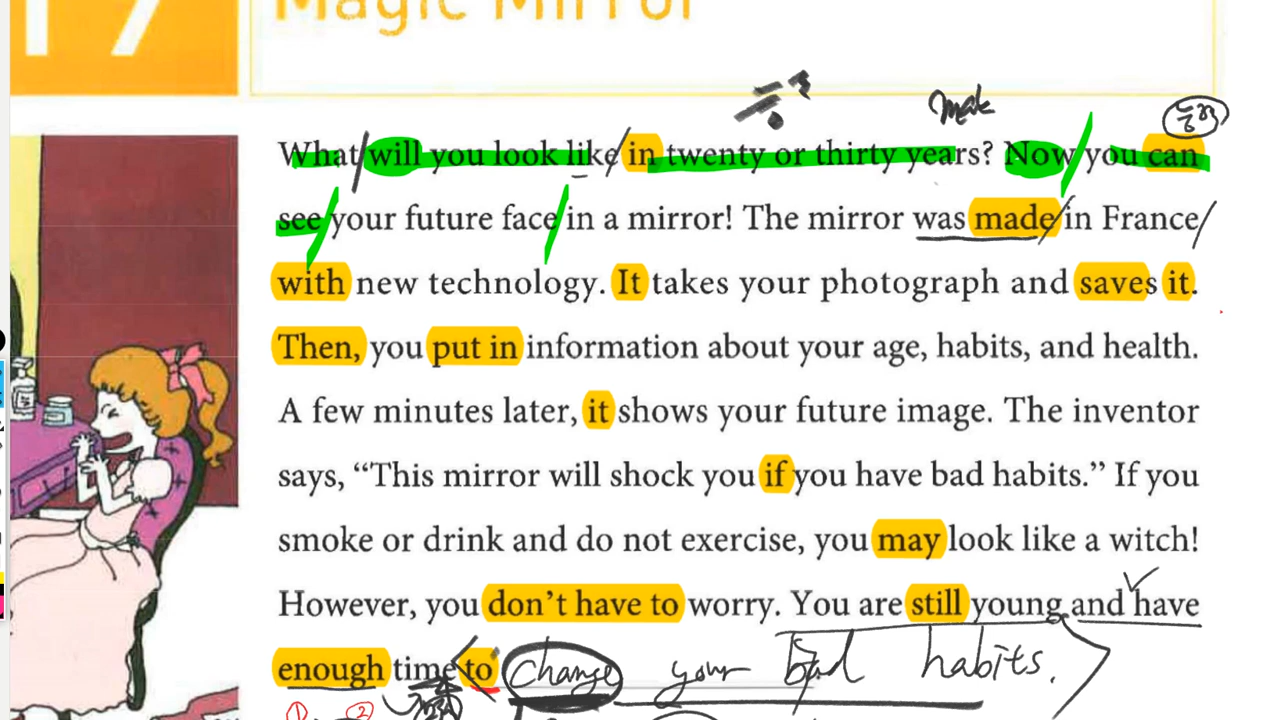 17
Magic Mirror
Make
능력
What will you look like in twenty or thirty years? Now you can
see your future face in a mirror! The mirror was made in France
with new technology. It takes your photograph and saves it.
Then, you put in information about your age, habits, and health.
A few minutes later, it shows your future image. The inventor
says, “This mirror will shock you if you have bad habits.” If you
smoke or drink and do not exercise, you may look like a witch!
However, you don’t have to worry. You are still young and have
enough time to change your bad habits.
① ②